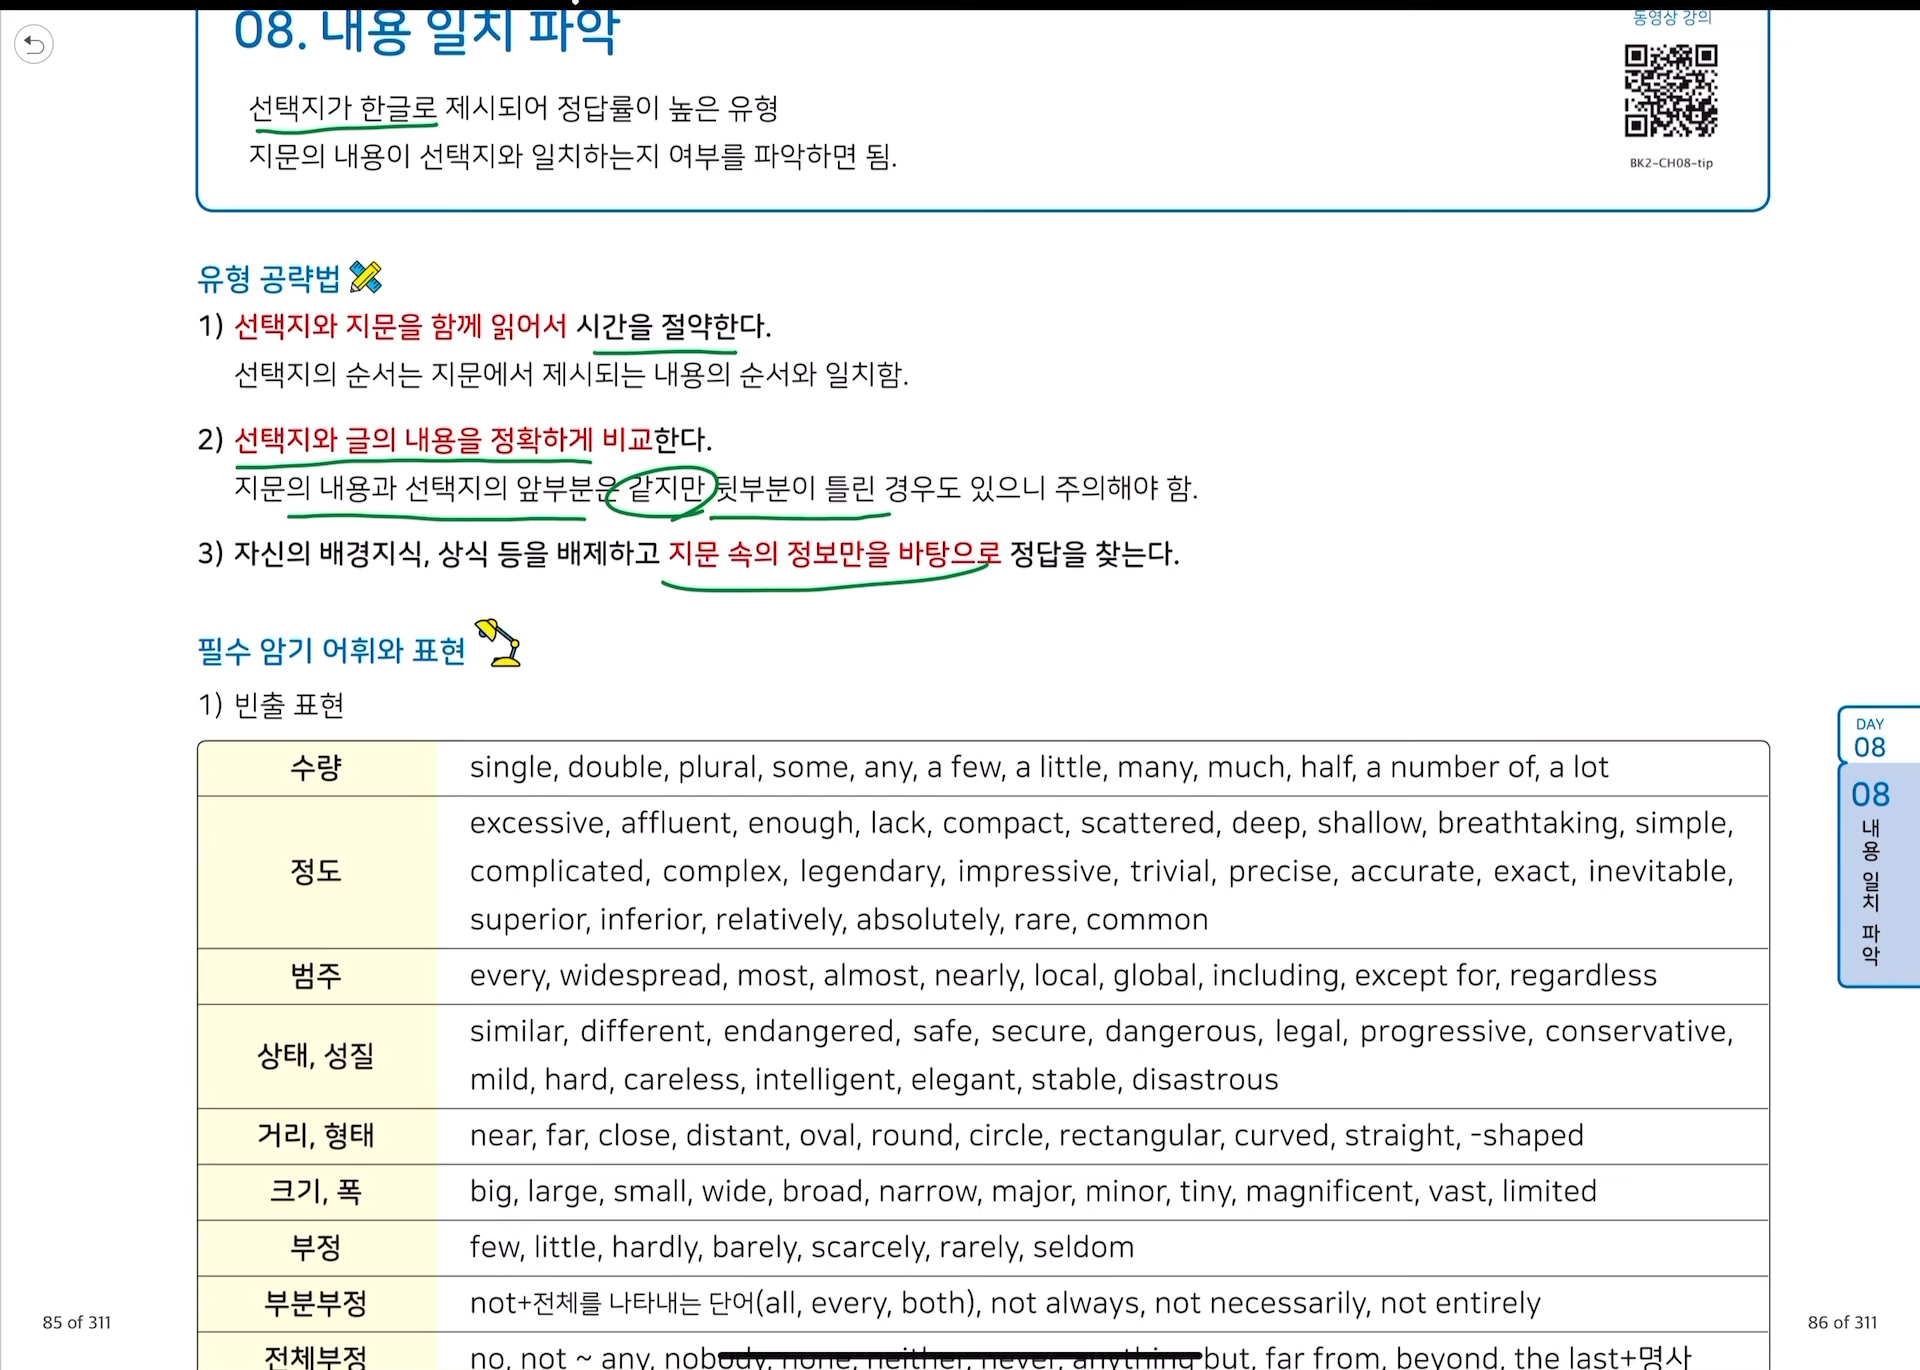 동영상 강의
08. 내용 일치 파악
선택지가 한글로 제시되어 정답률이 높은 유형
지문의 내용이 선택지와 일치하는지 여부를 파악하면 됨.
BK2-CH08-tip
유형 공략법
1) 선택지와 지문을 함께 읽어서 시간을 절약한다.
선택지의 순서는 지문에서 제시되는 내용의 순서와 일치함.
2) 선택지와 글의 내용을 정확하게 비교한다.
지문의 내용과 선택지의 앞부분은 같지만 뒷부분이 틀린 경우도 있으니 주의해야 함.
3) 자신의 배경지식, 상식 등을 배제하고 지문 속의 정보만을 바탕으로 정답을 찾는다.
필수 암기 어휘와 표현
1) 빈출 표현
수량 single, double, plural, some, any, a few, a little, many, much, half, a number of, a lot
정도 excessive, affluent, enough, lack, compact, scattered, deep, shallow, breathtaking, simple,
complicated, complex, legendary, impressive, trivial, precise, accurate, exact, inevitable,
superior, inferior, relatively, absolutely, rare, common
범주 every, widespread, most, almost, nearly, local, global, including, except for, regardless
상태, 성질 similar, different, endangered, safe, secure, dangerous, legal, progressive, conservative,
mild, hard, careless, intelligent, elegant, stable, disastrous
거리, 형태 near, far, close, distant, oval, round, circle, rectangular, curved, straight, -shaped
크기, 폭 big, large, small, wide, broad, narrow, major, minor, tiny, magnificent, vast, limited
부정 few, little, hardly, barely, scarcely, rarely, seldom
부분부정 not+전체를 나타내는 단어(all, every, both), not always, not necessarily, not entirely
전체부정 no, not ~ any, nobody, none, neither, never, anything but, far from, beyond, the last+명사
DAY
08
08
내용 일치 파악
85 of 311
86 of 311